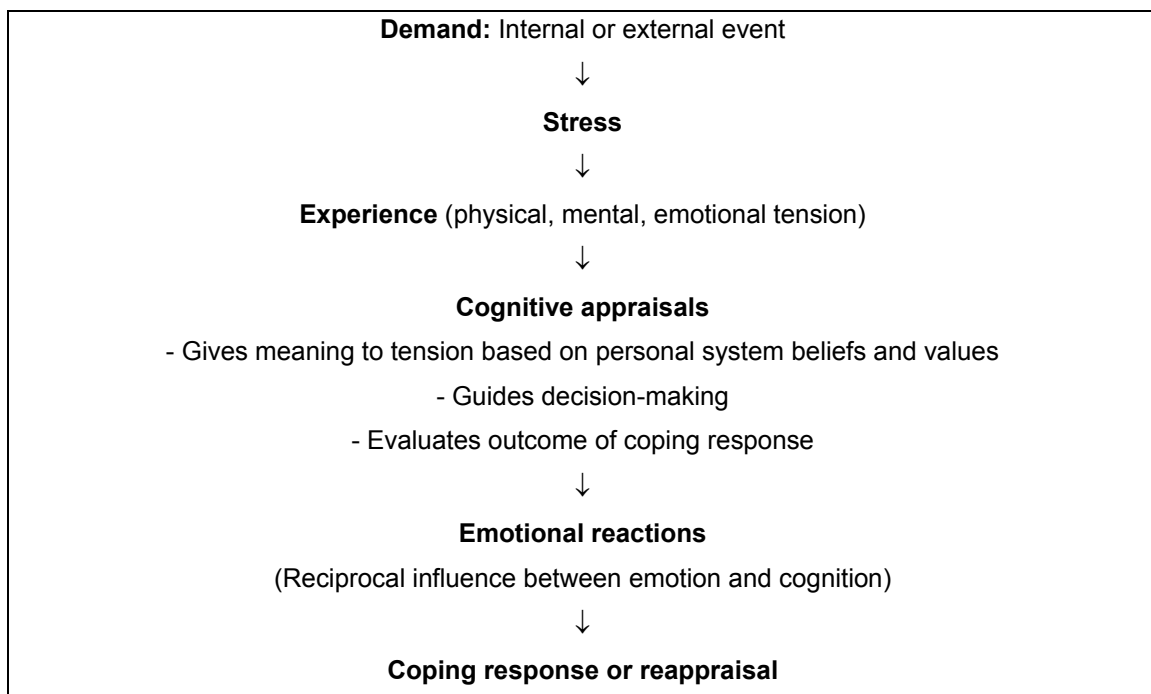 Demand: Internal or external event
↓
Stress
↓
Experience (physical, mental, emotional tension)
↓
Cognitive appraisals
- Gives meaning to tension based on personal system beliefs and values
- Guides decision-making
- Evaluates outcome of coping response
↓
Emotional reactions
(Reciprocal influence between emotion and cognition)
↓
Coping response or reappraisal